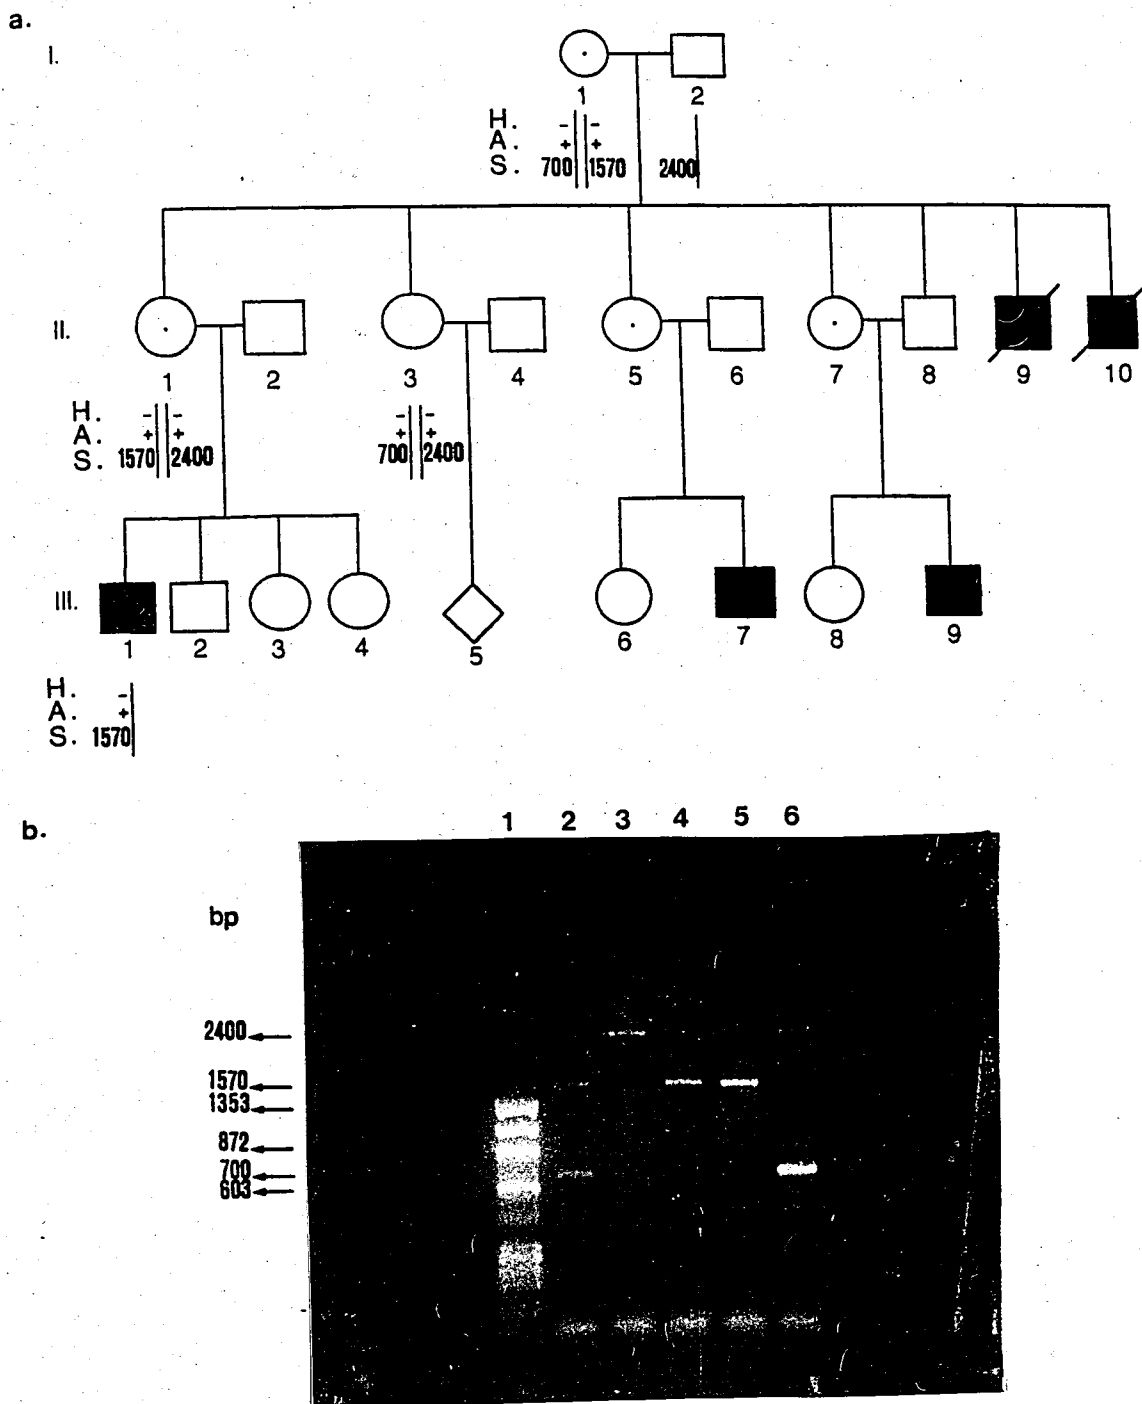 a.
I.
1 2
H. - -
A. + +
S. 700 1570 2400
II.
1 2 3 4 5 6 7 8 9 10
H. - - - -
A. + + + +
S. 1570 2400 700 2400
III.
1 2 3 4 5 6 7 8 9
H. -
A. +
S. 1570
b.
1 2 3 4 5 6
bp
2400
1570
1353
872
700
603